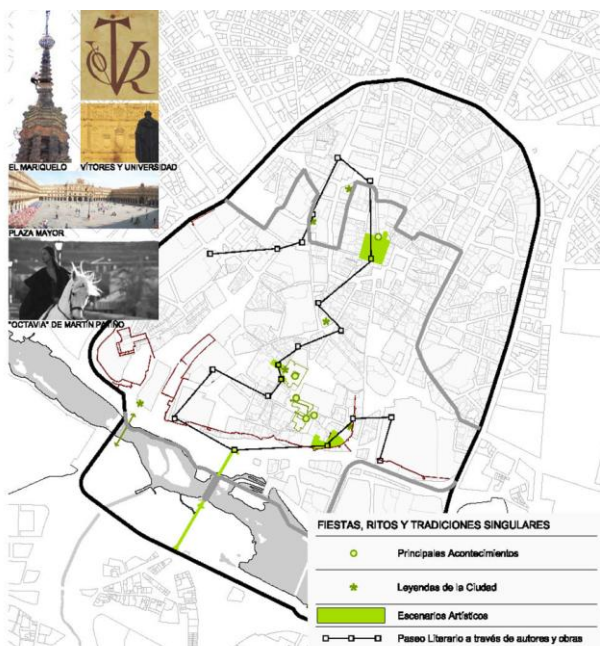 EL MARIQUELO
VÍTORES Y UNIVERSIDAD
PLAZA MAYOR
"OCTAVIA" DE MARTÍN PATIÑO
FIESTAS, RITOS Y TRADICIONES SINGULARES
Principales Acontecimientos
Leyendas de la Ciudad
Escenarios Artísticos
Paseo Literario a través de autores y obras